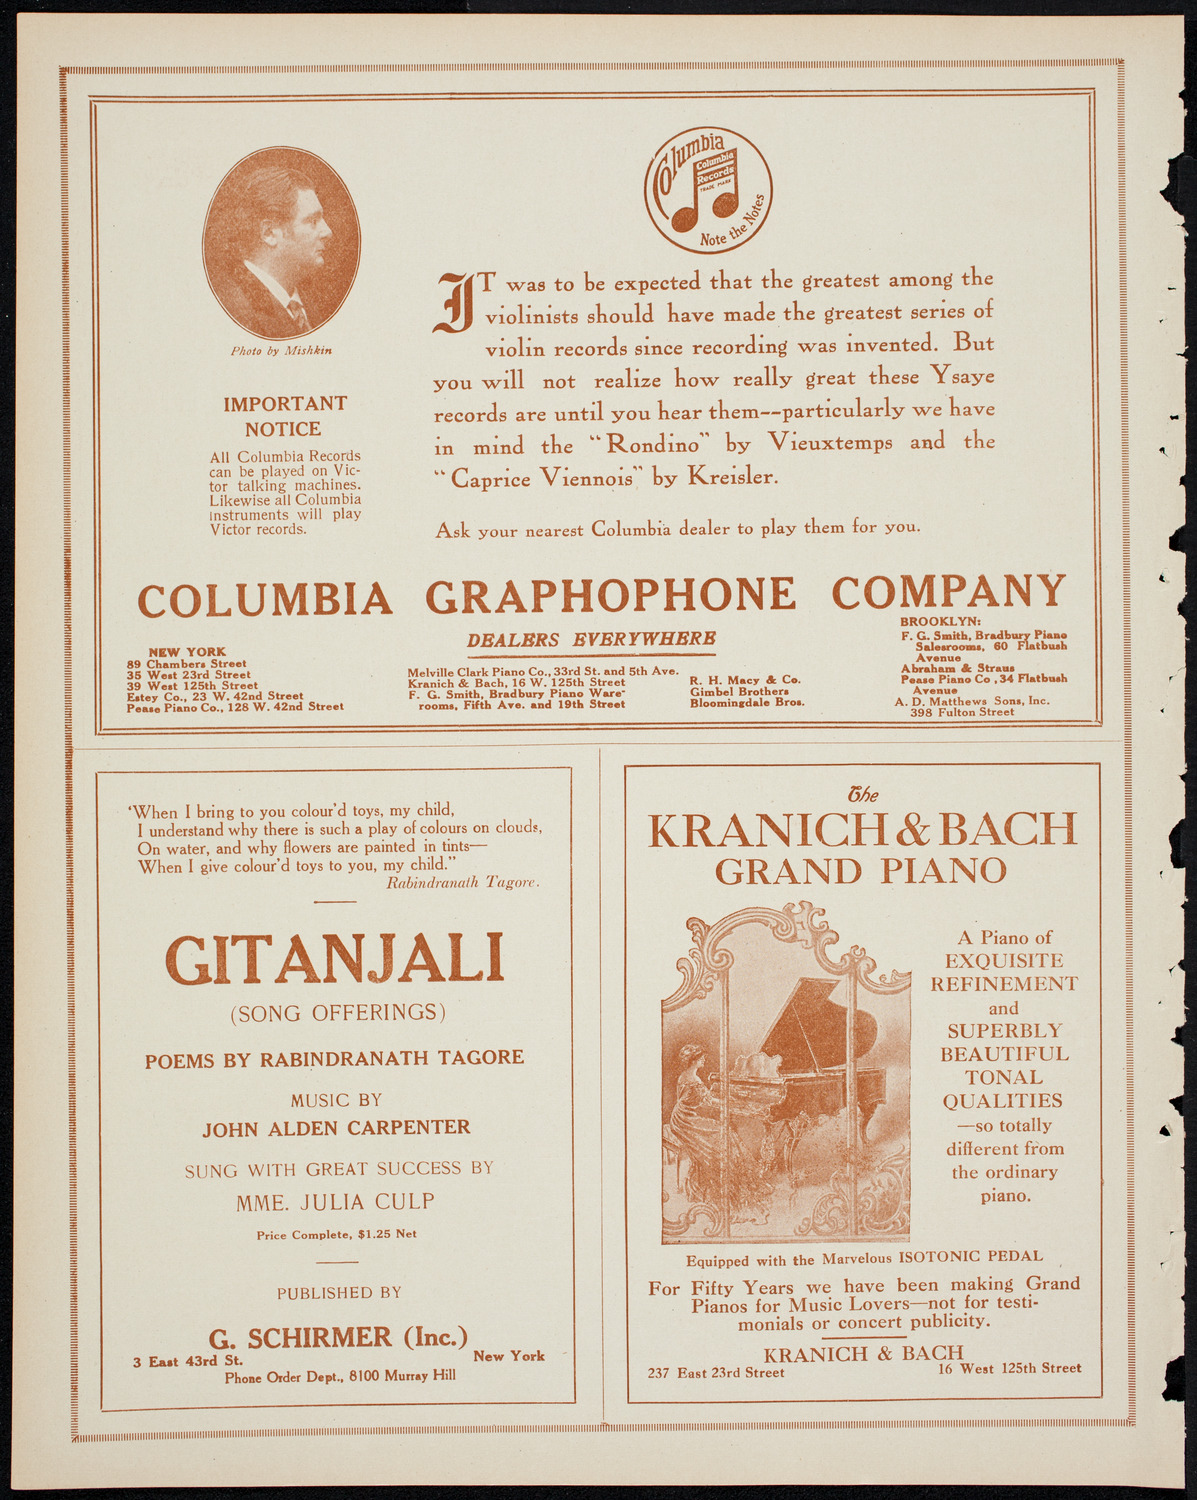 Columbia
Columbia
Records
TRADE MARK
Note the Notes
Photo by Mishkin
IMPORTANT
NOTICE
All Columbia Records
can be played on Vic-
tor talking machines.
Likewise all Columbia
instruments will play
Victor records.
IT was to be expected that the greatest among the
violinists should have made the greatest series of
violin records since recording was invented. But
you will not realize how really great these Ysaye
records are until you hear them--particularly we have
in mind the "Rondino" by Vieuxtemps and the
"Caprice Viennois" by Kreisler.
Ask your nearest Columbia dealer to play them for you.
COLUMBIA GRAPHOPHONE COMPANY
DEALERS EVERYWHERE
NEW YORK
89 Chambers Street
35 West 23rd Street
39 West 125th Street
Estey Co., 23 W. 42nd Street
Pease Piano Co., 128 W. 42nd Street
Melville Clark Piano Co., 33rd St. and 5th Ave.
Kranich & Bach, 16 W. 125th Street
F. G. Smith, Bradbury Piano Ware-
rooms, Fifth Ave. and 19th Street
R. H. Macy & Co.
Gimbel Brothers
Bloomingdale Bros.
BROOKLYN:
F. G. Smith, Bradbury Piano
Salesrooms, 60 Flatbush
Avenue
Abraham & Straus
Pease Piano Co ,34 Flatbush
Avenue
A. D. Matthews Sons, Inc.
398 Fulton Street
'When I bring to you colour'd toys, my child,
I understand why there is such a play of colours on clouds,
On water, and why flowers are painted in tints—
When I give colour'd toys to you, my child."
Rabindranath Tagore.
GITANJALI
(SONG OFFERINGS)
POEMS BY RABINDRANATH TAGORE
MUSIC BY
JOHN ALDEN CARPENTER
SUNG WITH GREAT SUCCESS BY
MME. JULIA CULP
Price Complete, $1.25 Net
PUBLISHED BY
G. SCHIRMER (Inc.)
3 East 43rd St. New York
Phone Order Dept., 8100 Murray Hill
The
KRANICH & BACH
GRAND PIANO
A Piano of
EXQUISITE
REFINEMENT
and
SUPERBLY
BEAUTIFUL
TONAL
QUALITIES
—so totally
different from
the ordinary
piano.
Equipped with the Marvelous ISOTONIC PEDAL
For Fifty Years we have been making Grand
Pianos for Music Lovers—not for testi-
monials or concert publicity.
KRANICH & BACH
237 East 23rd Street 16 West 125th Street